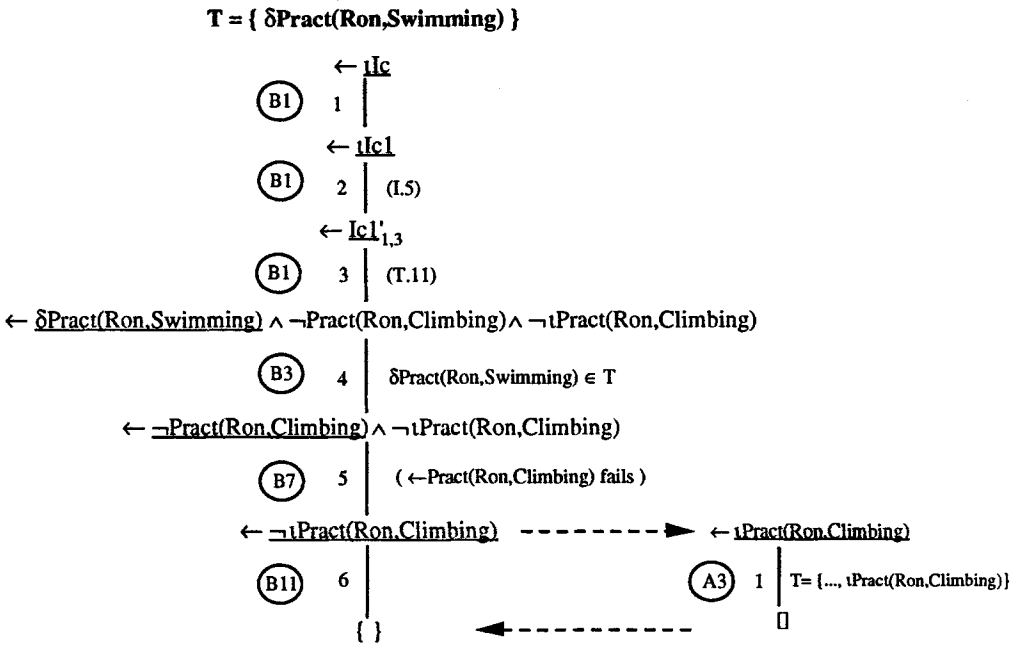 T = { δPract(Ron,Swimming) }
← ιIc
B1 1
← ιIc1
B1 2 (I.5)
← Ic1'1,3
B1 3 (T.11)
← δPract(Ron,Swimming) ∧ ¬Pract(Ron,Climbing)∧ ¬ιPract(Ron,Climbing)
B3 4 δPract(Ron,Swimming) ∈ T
← ¬Pract(Ron,Climbing) ∧ ¬ιPract(Ron,Climbing)
B7 5 ( ←Pract(Ron,Climbing) fails )
← ¬ιPract(Ron,Climbing) ← ιPract(Ron,Climbing)
B11 6 A3 1 T= {..., ιPract(Ron,Climbing)}
{ } []